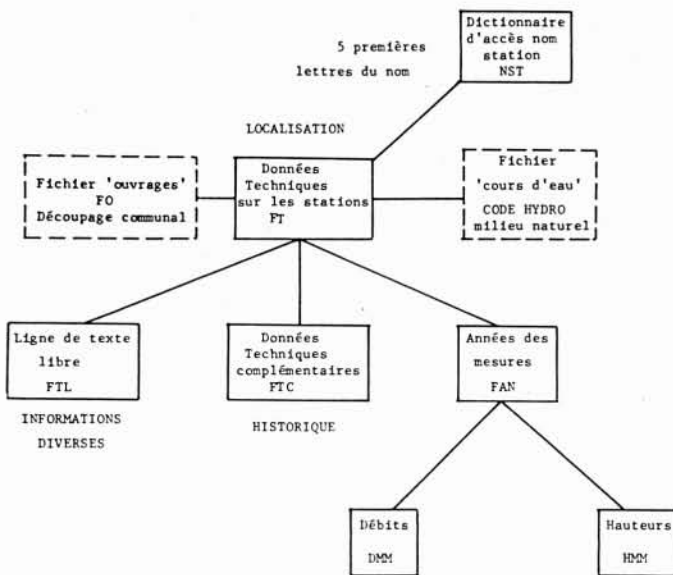 Dictionnaire
d'accès nom
station
NST
5 premières
lettres du nom
LOCALISATION
Fichier 'ouvrages'
FO
Découpage communal
Données
Techniques
sur les stations
FT
Fichier
'cours d'eau'
CODE HYDRO
milieu naturel
Ligne de texte
libre
FTL
INFORMATIONS
DIVERSES
Données
Techniques
complémentaires
FTC
HISTORIQUE
Années des
mesures
FAN
Débits
DMM
Hauteurs
HMM